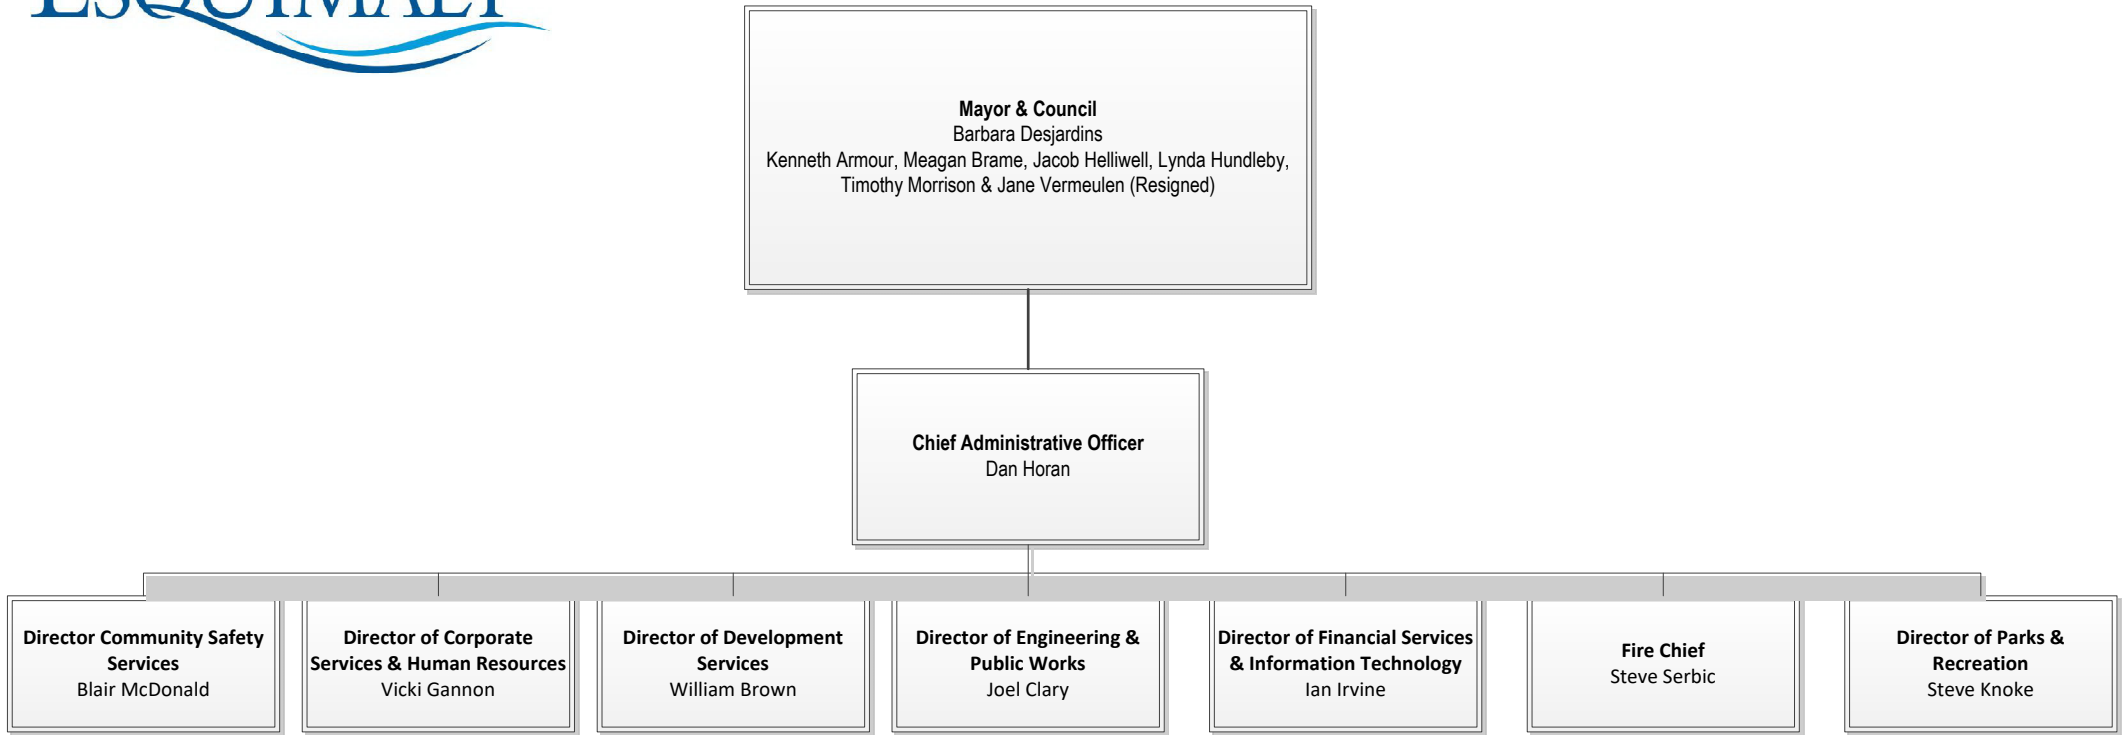 ESQUIMALT
Mayor & Council
Barbara Desjardins
Kenneth Armour, Meagan Brame, Jacob Helliwell, Lynda Hundleby,
Timothy Morrison & Jane Vermeulen (Resigned)
Chief Administrative Officer
Dan Horan
Director Community Safety
Services
Blair McDonald
Director of Corporate
Services & Human Resources
Vicki Gannon
Director of Development
Services
William Brown
Director of Engineering &
Public Works
Joel Clary
Director of Financial Services
& Information Technology
Ian Irvine
Fire Chief
Steve Serbic
Director of Parks &
Recreation
Steve Knoke